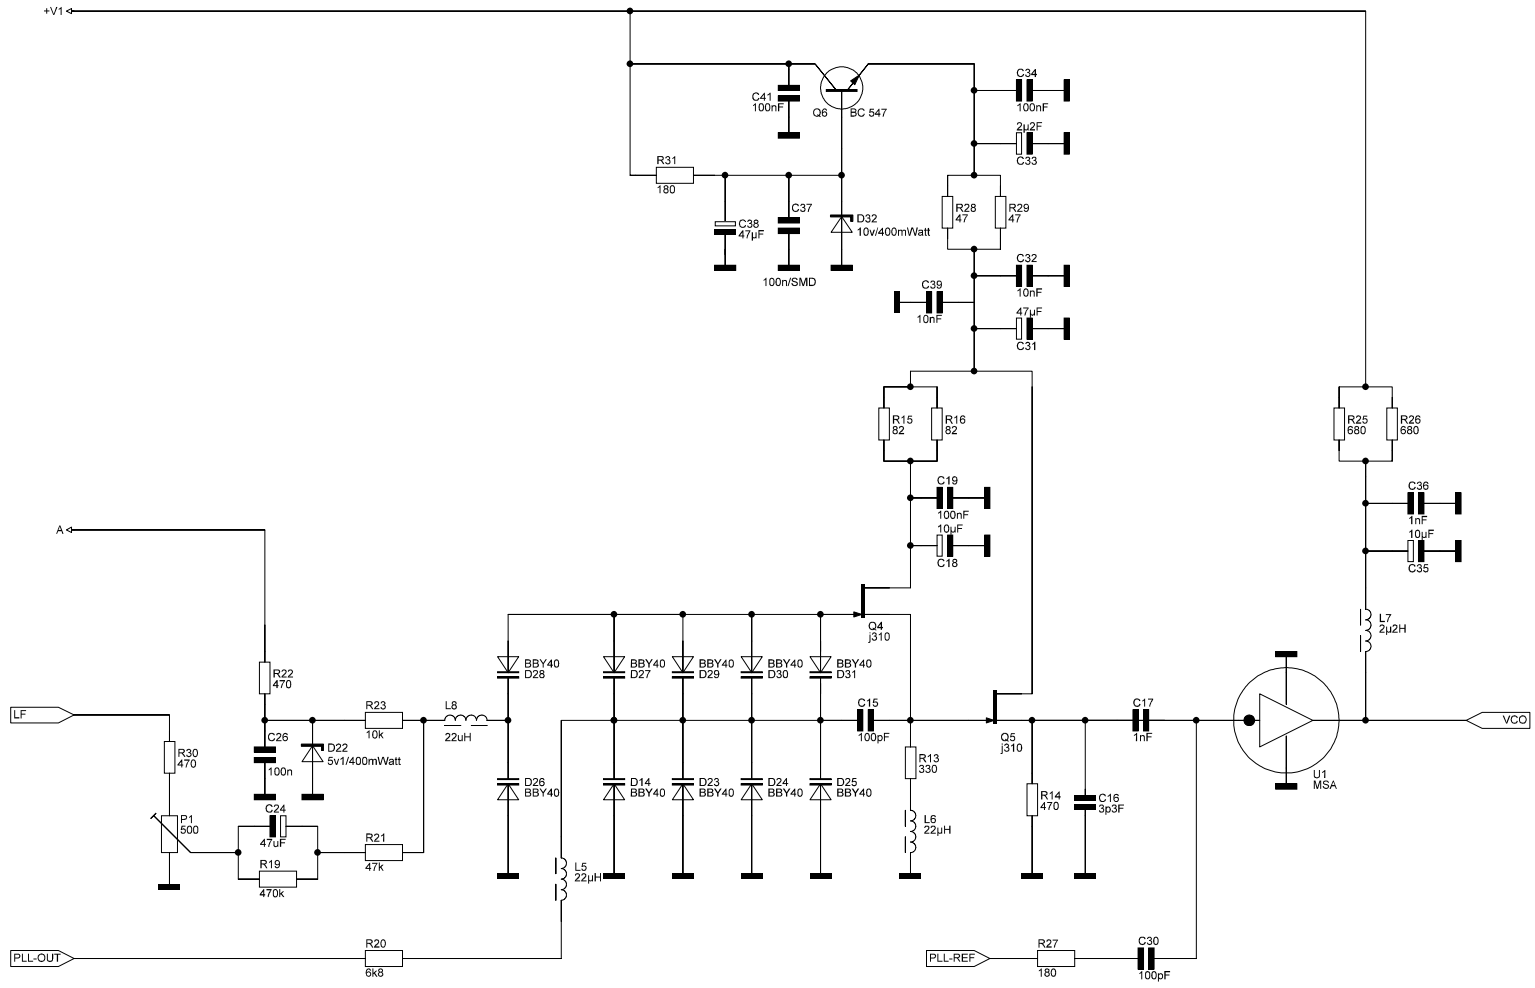 +V1
C41
100nF
Q6
BC 547
C34
100nF
2µ2F
C33
R31
180
C38
47µF
C37
100n/SMD
D32
10v/400mWatt
R28
47
R29
47
C32
10nF
C39
10nF
47µF
C31
R15
82
R16
82
R25
680
R26
680
C19
100nF
10µF
C18
C36
1nF
10µF
C35
A
Q4
j310
L7
2µ2H
R22
470
BBY40
D28
BBY40
D27
BBY40
D29
BBY40
D30
BBY40
D31
LF
R23
10k
L8
22uH
C15
100pF
Q5
j310
C17
1nF
VCO
R30
470
C26
100n
D22
5v1/400mWatt
D26
BBY40
D14
BBY40
D23
BBY40
D24
BBY40
D25
BBY40
R13
330
R14
470
C16
3p3F
U1
MSA
P1
500
C24
47uF
R21
47k
R19
470k
L5
22µH
L6
22µH
PLL-OUT
R20
6k8
PLL-REF
R27
180
C30
100pF